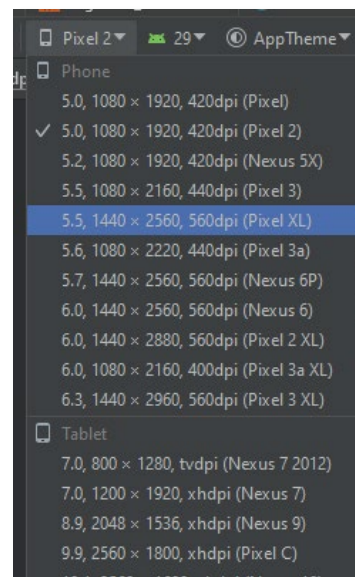 Pixel 2 29 AppTheme
Phone
5.0, 1080 × 1920, 420dpi (Pixel)
5.0, 1080 × 1920, 420dpi (Pixel 2)
5.2, 1080 × 1920, 420dpi (Nexus 5X)
5.5, 1080 × 2160, 440dpi (Pixel 3)
5.5, 1440 × 2560, 560dpi (Pixel XL)
5.6, 1080 × 2220, 440dpi (Pixel 3a)
5.7, 1440 × 2560, 560dpi (Nexus 6P)
6.0, 1440 × 2560, 560dpi (Nexus 6)
6.0, 1440 × 2880, 560dpi (Pixel 2 XL)
6.0, 1080 × 2160, 400dpi (Pixel 3a XL)
6.3, 1440 × 2960, 560dpi (Pixel 3 XL)
Tablet
7.0, 800 × 1280, tvdpi (Nexus 7 2012)
7.0, 1200 × 1920, xhdpi (Nexus 7)
8.9, 2048 × 1536, xhdpi (Nexus 9)
9.9, 2560 × 1800, xhdpi (Pixel C)